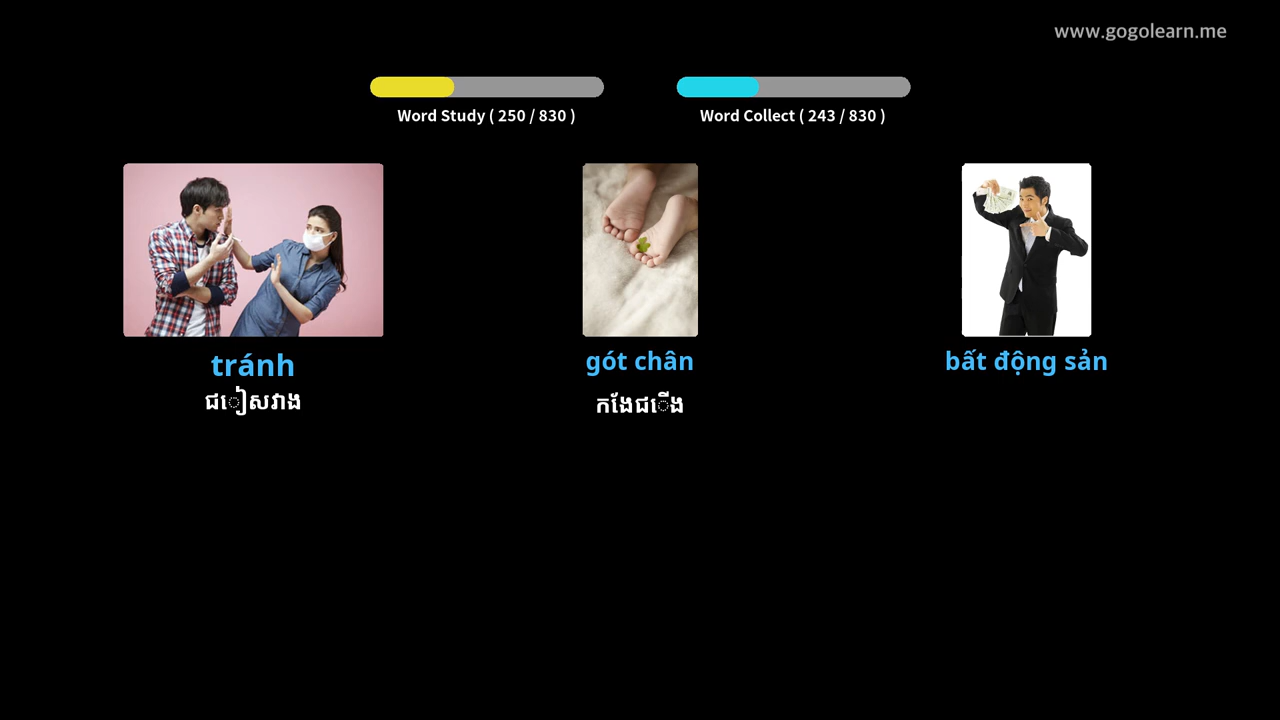 www.gogolearn.me
Word Study ( 250 / 830 )
Word Collect ( 243 / 830 )
tránh
ជៀសវាង
gót chân
កែងជើង
bất động sản